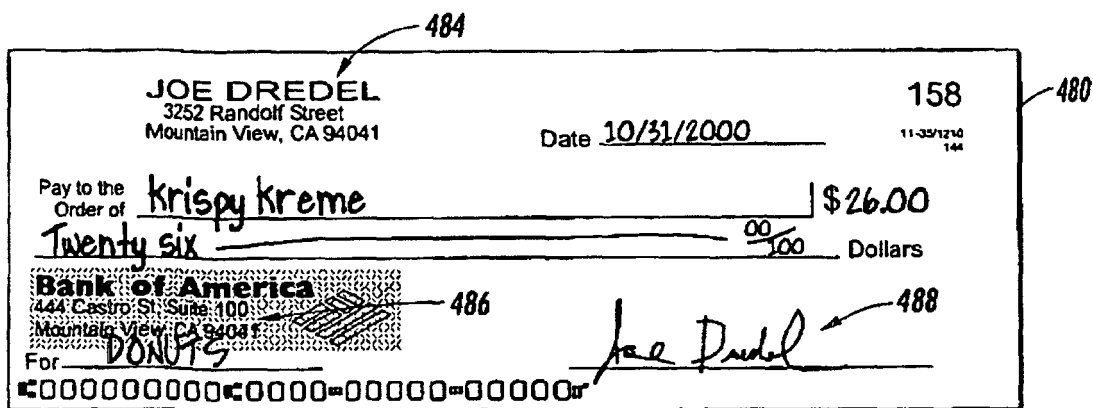 484
JOE DREDEL
3252 Randolf Street
Mountain View, CA 94041
158
480
Date 10/31/2000
11-35/1210
144
Pay to the
Order of Krispy Kreme $26.00
Twenty six 00/100 Dollars
Bank of America
444 Castro St. Suite 100
Mountain View, CA 94041
486
488
For DONUTS
Joe Dredel
⑆000000000⑆0000⑉00000⑉00000⑈